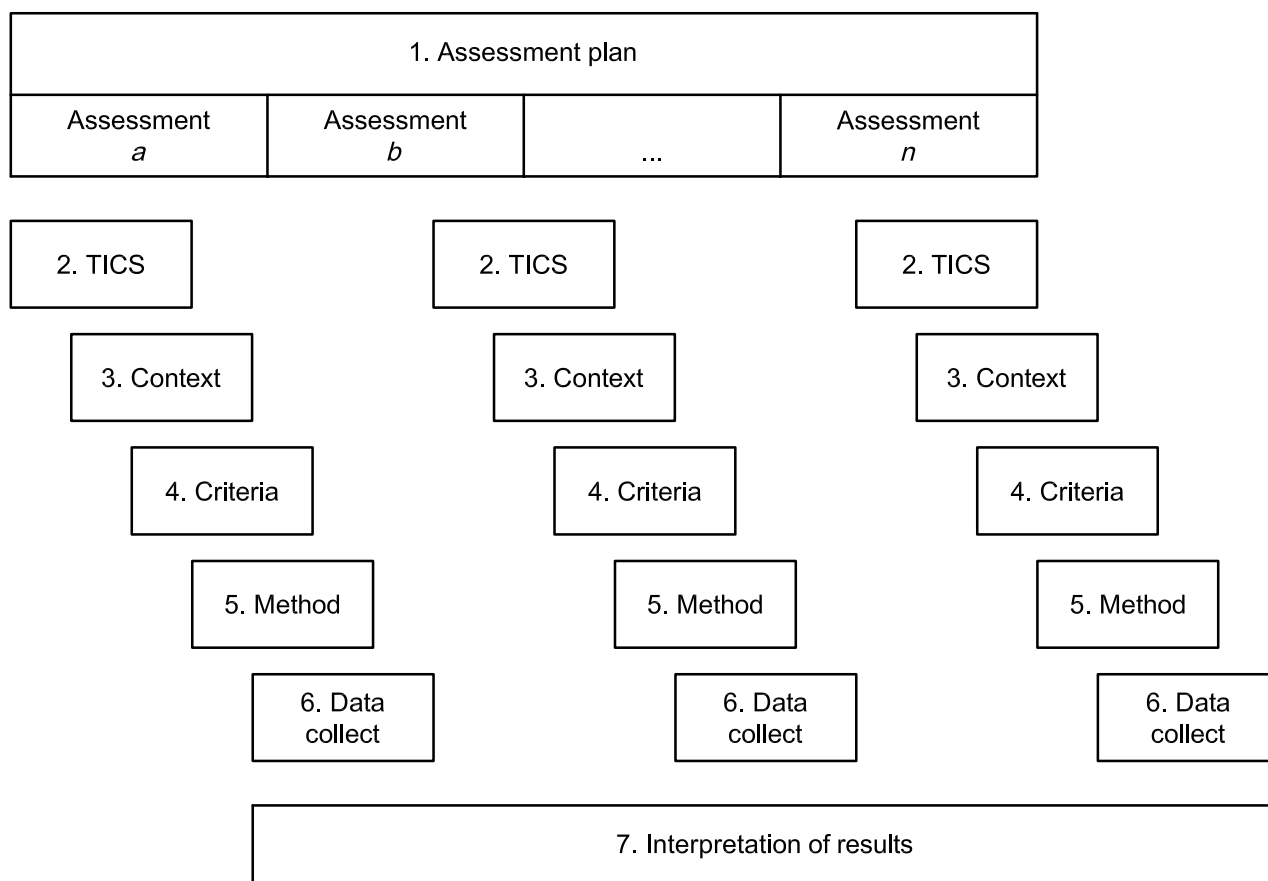 1. Assessment plan
Assessment
a
Assessment
b
...
Assessment
n
2. TICS
2. TICS
2. TICS
3. Context
3. Context
3. Context
4. Criteria
4. Criteria
4. Criteria
5. Method
5. Method
5. Method
6. Data
collect
6. Data
collect
6. Data
collect
7. Interpretation of results